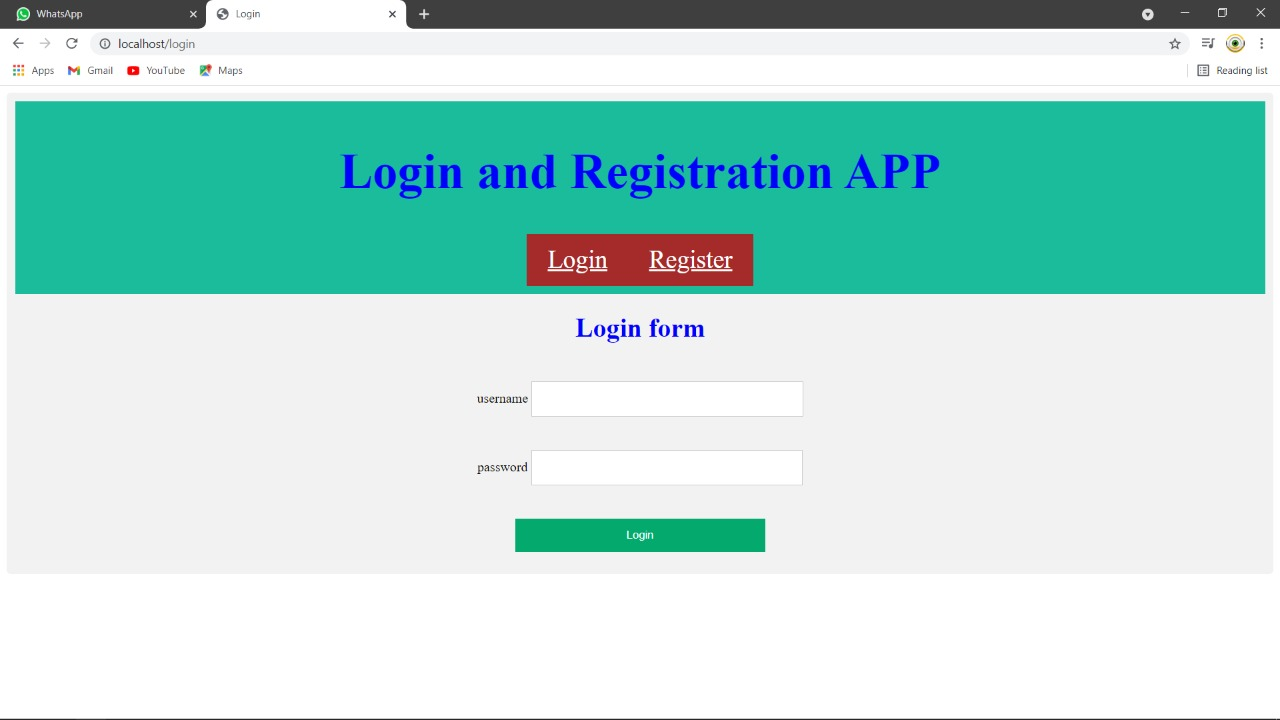 WhatsApp
Login
localhost/login
Apps Gmail YouTube Maps Reading list
Login and Registration APP
Login Register
Login form
username
password
Login